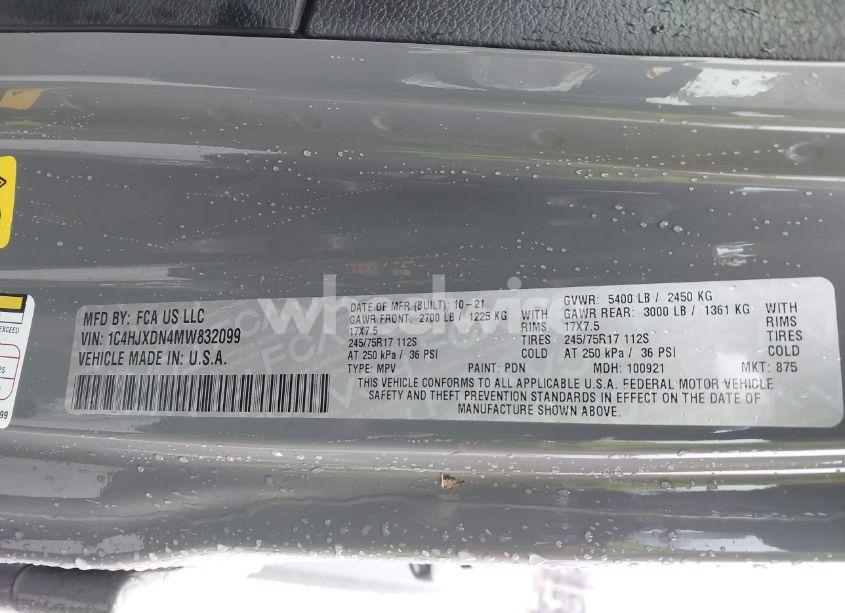 MFD BY: FCA US LLC
VIN: 1C4HJXDN4MW832099
VEHICLE MADE IN U.S.A.
DATE OF MFR (BUILT): 10-21
GAWR FRONT: 2700 LB / 1225 KG WITH
17X7.5 RIMS
245/75R17 112S TIRES
AT 250 kPa / 36 PSI COLD
TYPE: MPV
GVWR: 5400 LB / 2450 KG
GAWR REAR: 3000 LB / 1361 KG WITH
17X7.5 RIMS
245/75R17 112S TIRES
AT 250 kPa / 36 PSI COLD
PAINT: PDN MDH: 100921 MKT: 875
THIS VEHICLE CONFORMS TO ALL APPLICABLE U.S.A. FEDERAL MOTOR VEHICLE
SAFETY AND THEFT PREVENTION STANDARDS IN EFFECT ON THE DATE OF
MANUFACTURE SHOWN ABOVE.
EXCEED
99